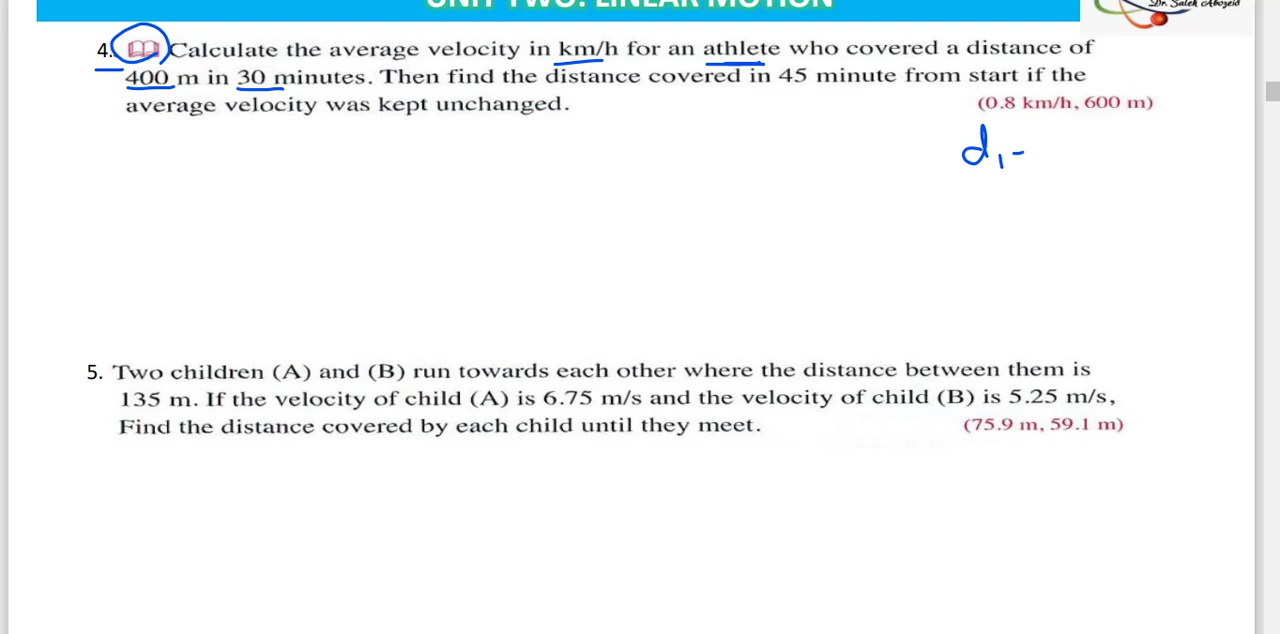 UNIT TWO: LINEAR MOTION
Dr. Saleh Abozeid
4. Calculate the average velocity in km/h for an athlete who covered a distance of
400 m in 30 minutes. Then find the distance covered in 45 minute from start if the
average velocity was kept unchanged. (0.8 km/h, 600 m)
d₁-
5. Two children (A) and (B) run towards each other where the distance between them is
135 m. If the velocity of child (A) is 6.75 m/s and the velocity of child (B) is 5.25 m/s,
Find the distance covered by each child until they meet. (75.9 m, 59.1 m)